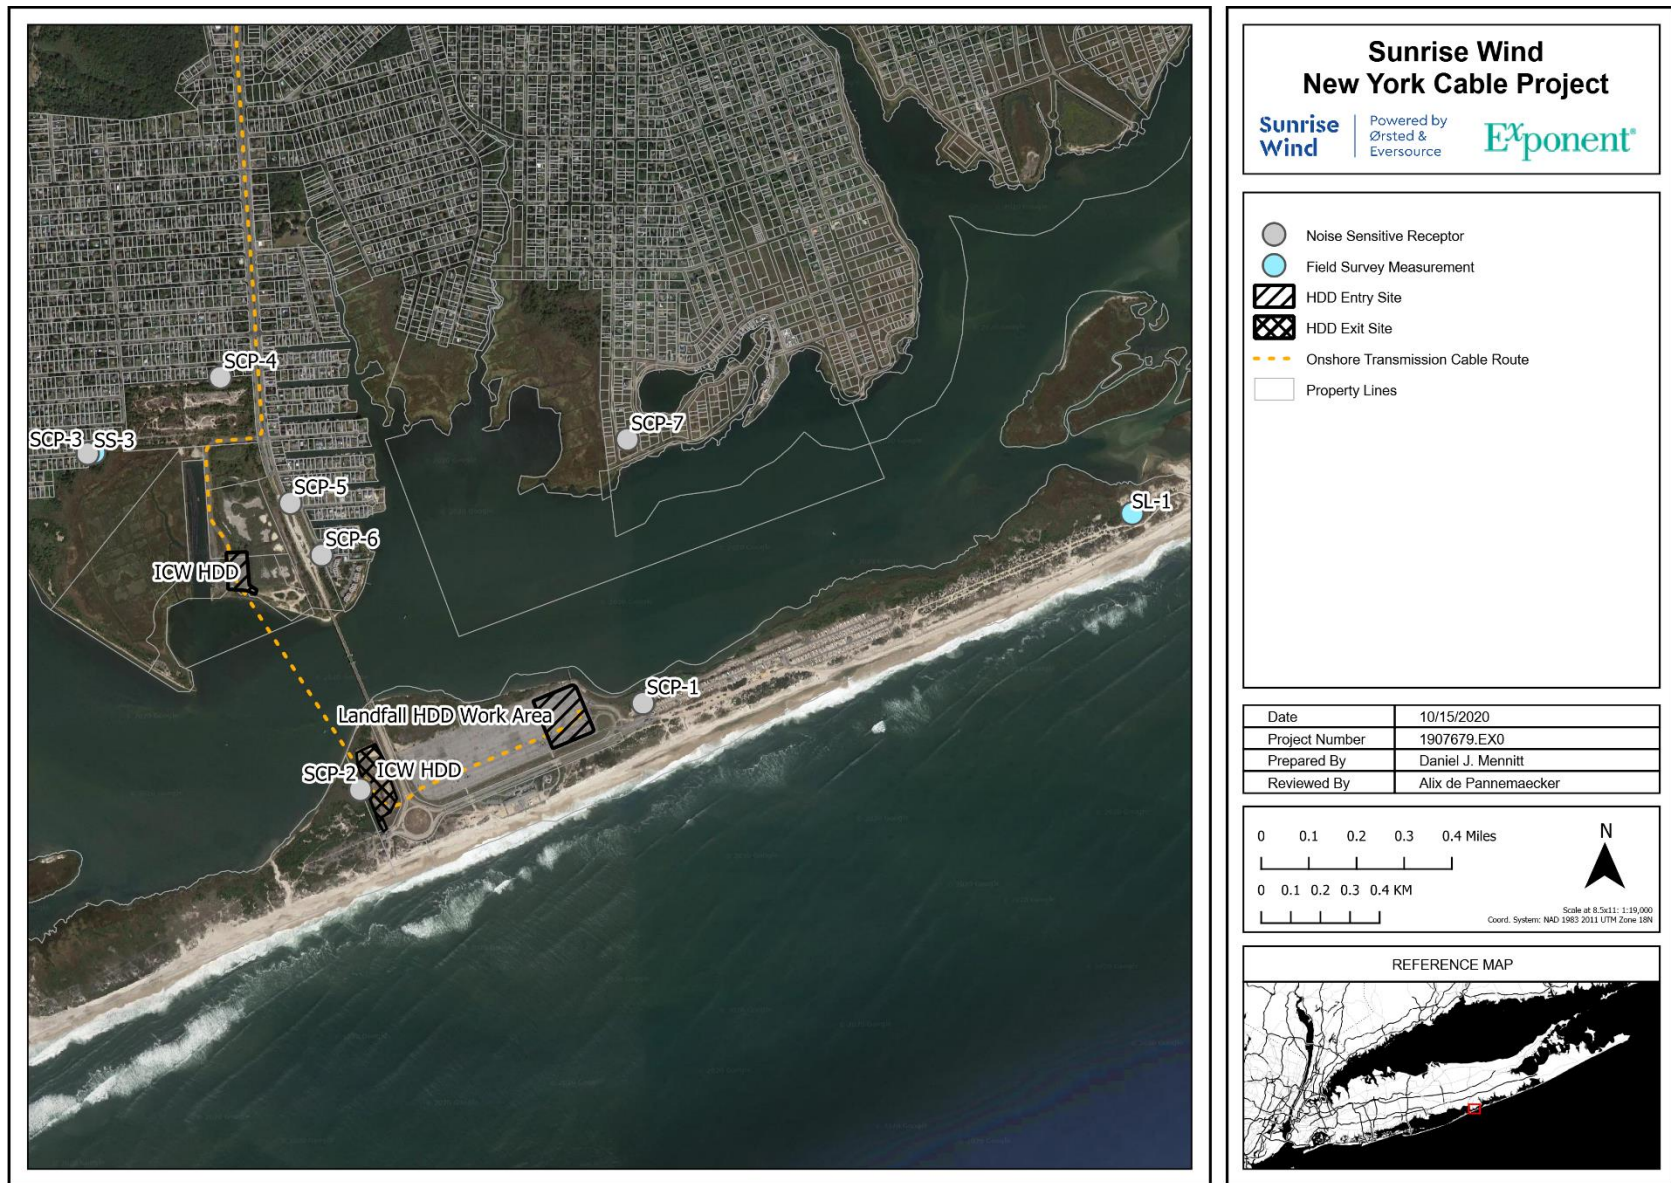 SCP-4
SCP-3
SS-3
SCP-7
SCP-5
SL-1
SCP-6
ICW HDD
SCP-1
Landfall HDD Work Area
ICW HDD
SCP-2
Sunrise Wind
New York Cable Project
Sunrise
Wind
Powered by
Ørsted &
Eversource
Exponent®
Noise Sensitive Receptor
Field Survey Measurement
HDD Entry Site
HDD Exit Site
Onshore Transmission Cable Route
Property Lines
Date 10/15/2020
Project Number 1907679.EX0
Prepared By Daniel J. Mennitt
Reviewed By Alix de Pannemaecker
0 0.1 0.2 0.3 0.4 Miles
0 0.1 0.2 0.3 0.4 KM
N
Scale at 8.5x11: 1:19,000
Coord. System: NAD 1983 2011 UTM Zone 18N
REFERENCE MAP